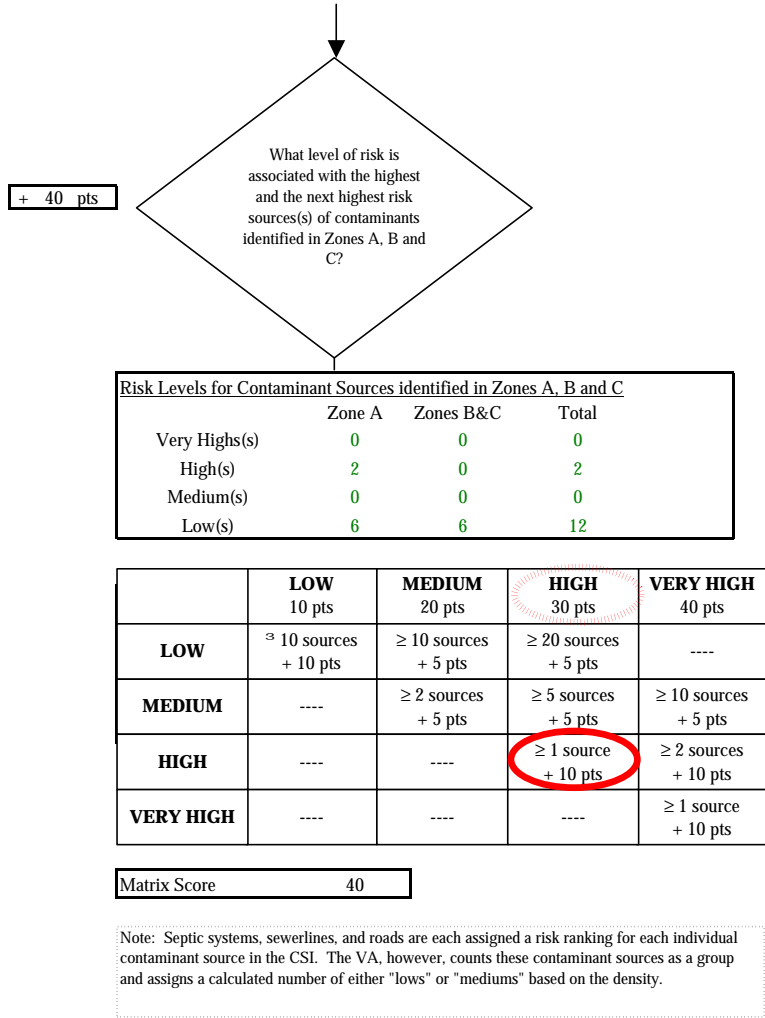 What level of risk is
associated with the highest
and the next highest risk
sources(s) of contaminants
identified in Zones A, B and
C?
+ 40 pts
Risk Levels for Contaminant Sources identified in Zones A, B and C
Zone A Zones B&C Total
Very Highs(s) 0 0 0
High(s) 2 0 2
Medium(s) 0 0 0
Low(s) 6 6 12
LOW MEDIUM HIGH VERY HIGH
10 pts 20 pts 30 pts 40 pts
LOW ³ 10 sources ≥ 10 sources ≥ 20 sources ----
+ 10 pts + 5 pts + 5 pts
MEDIUM ---- ≥ 2 sources ≥ 5 sources ≥ 10 sources
+ 5 pts + 5 pts + 5 pts
HIGH ---- ---- ≥ 1 source ≥ 2 sources
+ 10 pts + 10 pts
VERY HIGH ---- ---- ---- ≥ 1 source
+ 10 pts
Matrix Score 40
Note: Septic systems, sewerlines, and roads are each assigned a risk ranking for each individual
contaminant source in the CSI. The VA, however, counts these contaminant sources as a group
and assigns a calculated number of either "lows" or "mediums" based on the density.